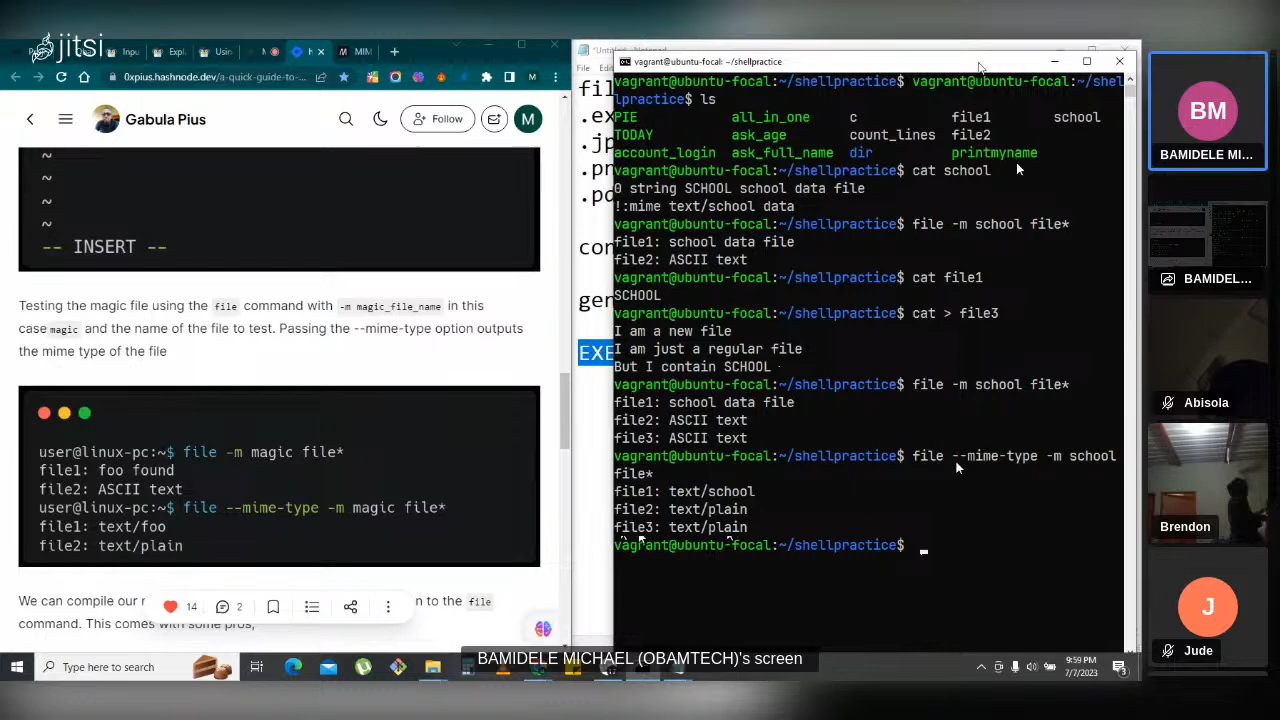 jitsi
Inpu
Expl
Usin
h
MIM
*Untitled - Notepad
0xpius.hashnode.dev/a-quick-guide-to-...
M
Gabula Pius
Follow
M
~
~
~
~
-- INSERT --
Testing the magic file using the file command with -m magic_file_name in this
case magic and the name of the file to test. Passing the --mime-type option outputs
the mime type of the file
user@linux-pc:~$ file -m magic file*
file1: foo found
file2: ASCII text
user@linux-pc:~$ file --mime-type -m magic file*
file1: text/foo
file2: text/plain
We can compile our
n to the file
command. This comes with some pros,
14
2
File
fil
.ex
.jp
.pr
.pd
con
gen
EXE
vagrant@ubuntu-focal: ~/shellpractice
vagrant@ubuntu-focal:~/shellpractice$ vagrant@ubuntu-focal:~/shel
lpractice$ ls
PIE all_in_one c file1 school
TODAY ask_age count_lines file2
account_login ask_full_name dir printmyname
vagrant@ubuntu-focal:~/shellpractice$ cat school
0 string SCHOOL school data file
!:mime text/school data
vagrant@ubuntu-focal:~/shellpractice$ file -m school file*
file1: school data file
file2: ASCII text
vagrant@ubuntu-focal:~/shellpractice$ cat file1
SCHOOL
vagrant@ubuntu-focal:~/shellpractice$ cat > file3
I am a new file
I am just a regular file
But I contain SCHOOL
vagrant@ubuntu-focal:~/shellpractice$ file -m school file*
file1: school data file
file2: ASCII text
file3: ASCII text
vagrant@ubuntu-focal:~/shellpractice$ file --mime-type -m school
file*
file1: text/school
file2: text/plain
file3: text/plain
vagrant@ubuntu-focal:~/shellpractice$
BM
BAMIDELE MI...
BAMIDEL...
Abisola
Brendon
J
Jude
Type here to search
BAMIDELE MICHAEL (OBAMTECH)'s screen
9:59 PM
7/7/2023
3